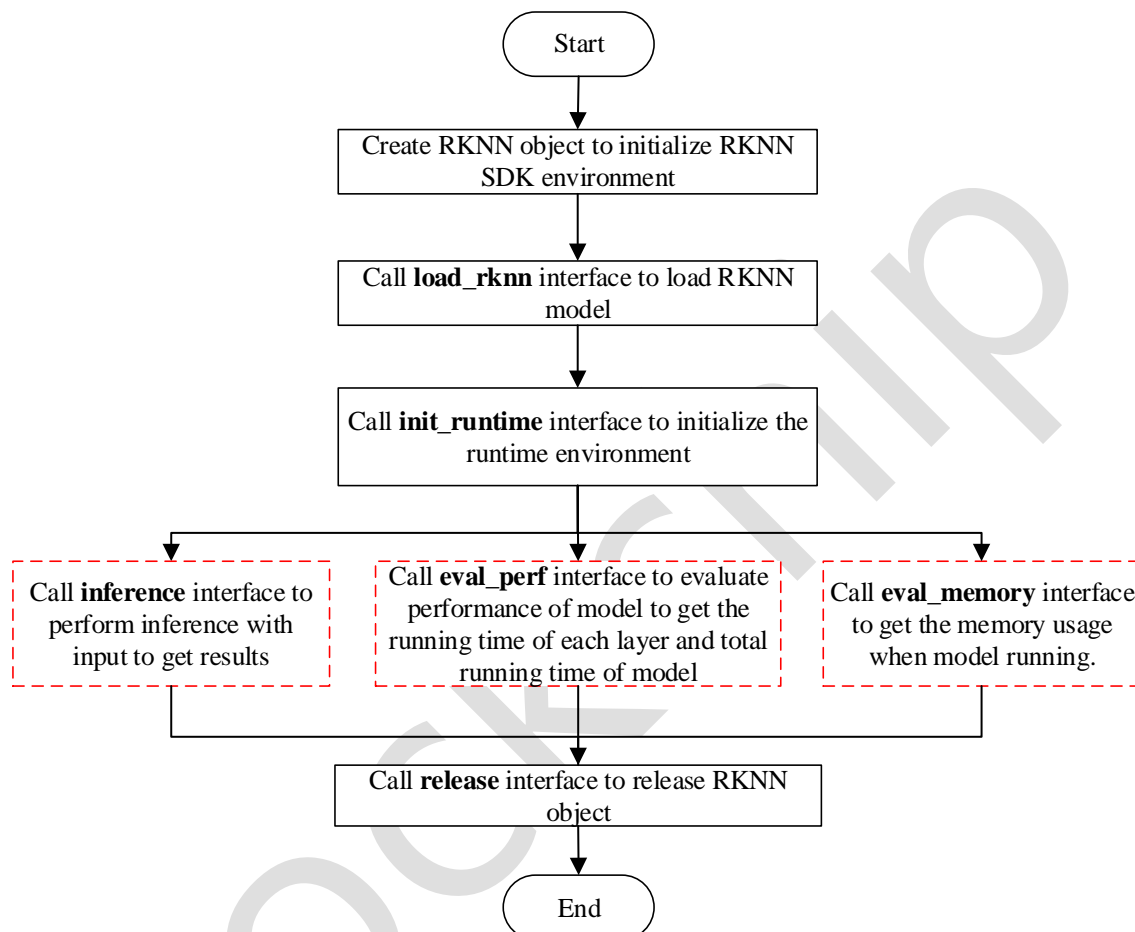 Start
Create RKNN object to initialize RKNN
SDK environment
Call load_rknn interface to load RKNN
model
Call init_runtime interface to initialize the
runtime environment
Call inference interface to
perform inference with
input to get results
Call eval_perf interface to evaluate
performance of model to get the
running time of each layer and total
running time of model
Call eval_memory interface
to get the memory usage
when model running.
Call release interface to release RKNN
object
End